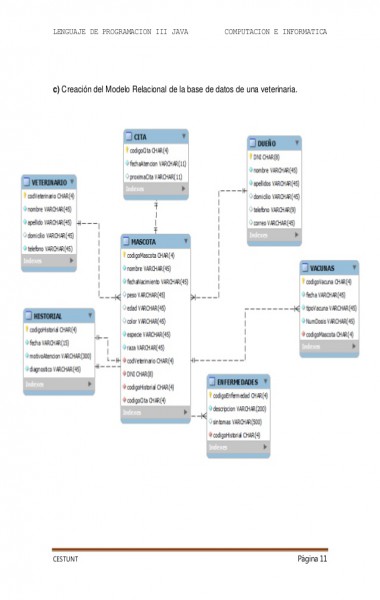 LENGUAJE DE PROGRAMACION III JAVA COMPUTACION E INFORMATICA
c) Creación del Modelo Relacional de la base de datos de una veterinaria.
CITA
codigoCita CHAR(4)
fechaAtencion VARCHAR(11)
proximaCita VARCHAR(11)
Indexes
DUEÑO
DNI CHAR(8)
nombre VARCHAR(45)
apellidos VARCHAR(45)
domicilio VARCHAR(45)
telefono VARCHAR(9)
correo VARCHAR(45)
Indexes
VETERINARIO
codVeterinario CHAR(4)
nombre VARCHAR(45)
apellido VARCHAR(45)
domicilio VARCHAR(45)
telefono VARCHAR(45)
Indexes
MASCOTA
codigoMascota CHAR(4)
nombre VARCHAR(45)
fechaNacimiento VARCHAR(45)
peso VARCHAR(45)
edad VARCHAR(45)
color VARCHAR(45)
especie VARCHAR(45)
raza VARCHAR(45)
codVeterinario CHAR(4)
DNI CHAR(8)
codigoHistorial CHAR(4)
codigoCita CHAR(4)
Indexes
VACUNAS
codigoVacuna CHAR(4)
fecha VARCHAR(45)
tipoVacuna VARCHAR(45)
NumDosis VARCHAR(45)
codigoMascota CHAR(4)
Indexes
HISTORIAL
codigoHistorial CHAR(4)
fecha VARCHAR(15)
motivoAtencion VARCHAR(300)
diagnostico VARCHAR(45)
Indexes
ENFERMEDADES
codigoEnfermedad CHAR(4)
descripcion VARCHAR(200)
sintomas VARCHAR(500)
codigoHistorial CHAR(4)
Indexes
CESTUNT Página 11